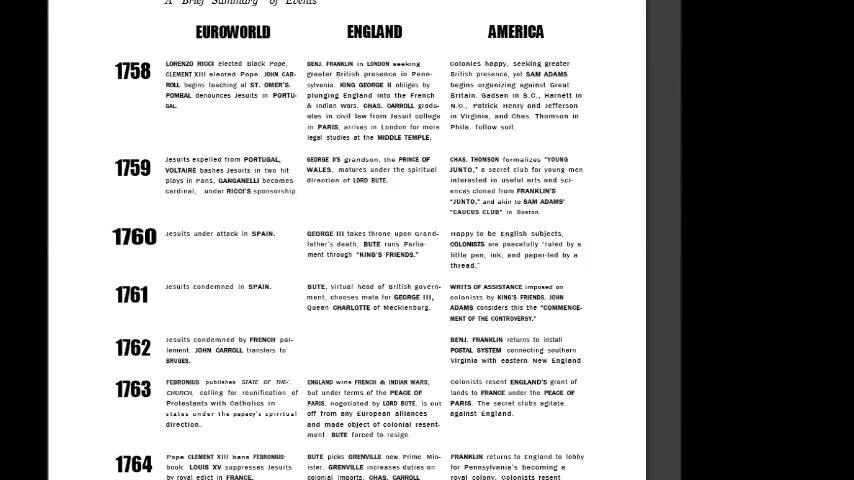 A Brief Summary of Events
EUROWORLD
ENGLAND
AMERICA
1758
LORENZO RICCI elected Black Pope,
CLEMENT XIII elected Pope. JOHN CAR-
ROLL begins teaching at ST. OMER'S.
POMBAL denounces Jesuits in PORTU-
GAL.
BENJ. FRANKLIN in LONDON seeking
greater British presence in Penn-
sylvania. KING GEORGE II obliges by
plunging England into the French
& Indian Wars. CHAS. CARROLL gradu-
ates in civil law from Jesuit college
in PARIS, arrives in London for more
legal studies at the MIDDLE TEMPLE.
Colonies happy, seeking greater
British presence, yet SAM ADAMS
begins organizing against Great
Britain. Gadsen in S.C., Harnett in
N.C., Patrick Henry and Jefferson
in Virginia, and Chas. Thomson in
Phila. follow suit.
1759
Jesuits expelled from PORTUGAL,
VOLTAIRE bashes Jesuits in two hit
plays in Paris, GANGANELLI becomes
cardinal, under RICCI'S sponsorship.
GEORGE II'S grandson, the PRINCE OF
WALES, matures under the spiritual
direction of LORD BUTE.
CHAS. THOMSON formalizes "YOUNG
JUNTO," a secret club for young men
interested in useful arts and sci-
ences cloned from FRANKLIN'S
"JUNTO," and akin to SAM ADAMS'
"CAUCUS CLUB" in Boston.
1760
Jesuits under attack in SPAIN.
GEORGE III takes throne upon Grand-
father's death, BUTE runs Parlia-
ment through "KING'S FRIENDS."
Happy to be English subjects,
COLONISTS are peacefully "ruled by a
little pen, ink, and paper-led by a
thread."
1761
Jesuits condemned in SPAIN.
BUTE, virtual head of British govern-
ment, chooses mate for GEORGE III,
Queen CHARLOTTE of Mecklenburg.
WRITS OF ASSISTANCE imposed on
colonists by KING'S FRIENDS. JOHN
ADAMS considers this the "COMMENCE-
MENT OF THE CONTROVERSY."
1762
Jesuits condemned by FRENCH par-
lement. JOHN CARROLL transfers to
BRUGES.
BENJ. FRANKLIN returns to install
POSTAL SYSTEM connecting southern
Virginia with eastern New England
1763
FEBRONIUS publishes STATE OF THE
CHURCH, calling for reunification of
Protestants with Catholics in
states under the papacy's spiritual
direction.
ENGLAND wins FRENCH & INDIAN WARS,
but under terms of the PEACE OF
PARIS, negotiated by LORD BUTE, is cut
off from any European alliances
and made object of colonial resent-
ment. BUTE forced to resign.
Colonists resent ENGLAND'S grant of
lands to FRANCE under the PEACE OF
PARIS. The secret clubs agitate
against England.
1764
Pope CLEMENT XIII bans FEBRONIUS'
book. LOUIS XV suppresses Jesuits
by royal edict in FRANCE.
BUTE picks GRENVILLE new Prime Min-
ister. GRENVILLE increases duties on
colonial imports. CHAS. CARROLL
FRANKLIN returns to England to lobby
for Pennsylvania's becoming a
royal colony. Colonists resent